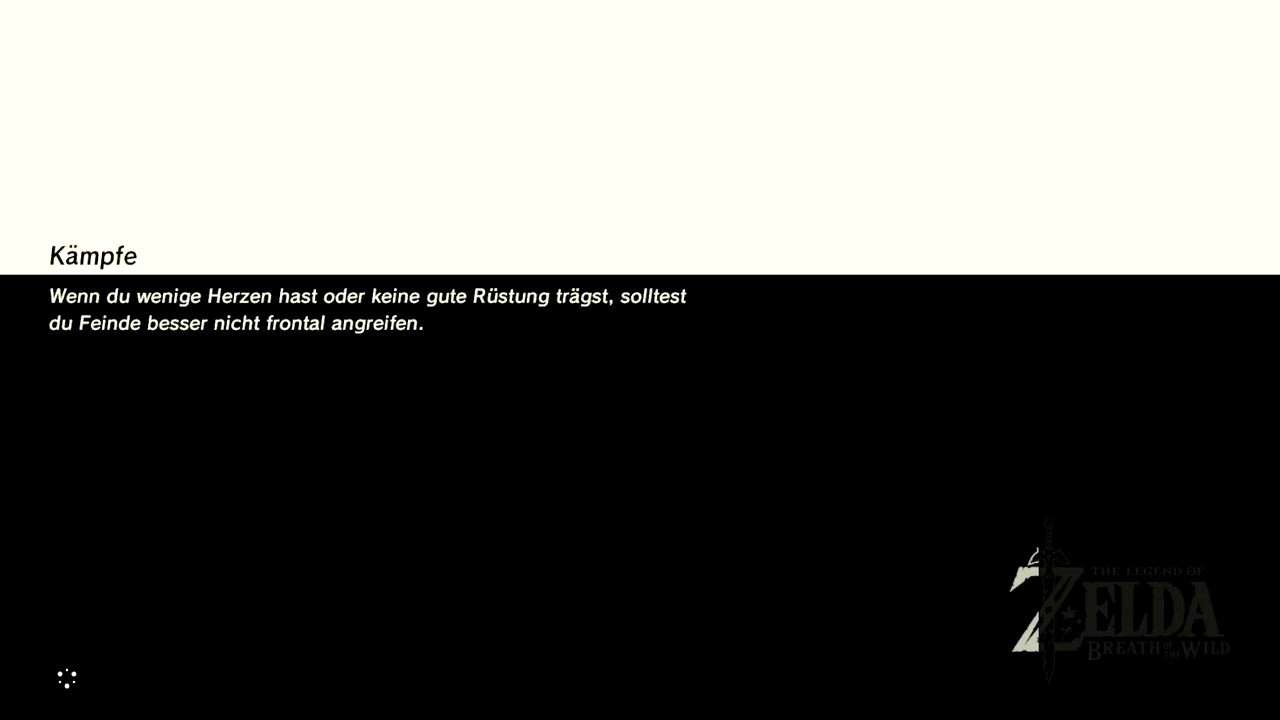 Kämpfe
Wenn du wenige Herzen hast oder keine gute Rüstung trägst, solltest
du Feinde besser nicht frontal angreifen.
THE LEGEND OF
ZELDA
BREATH OF THE WILD